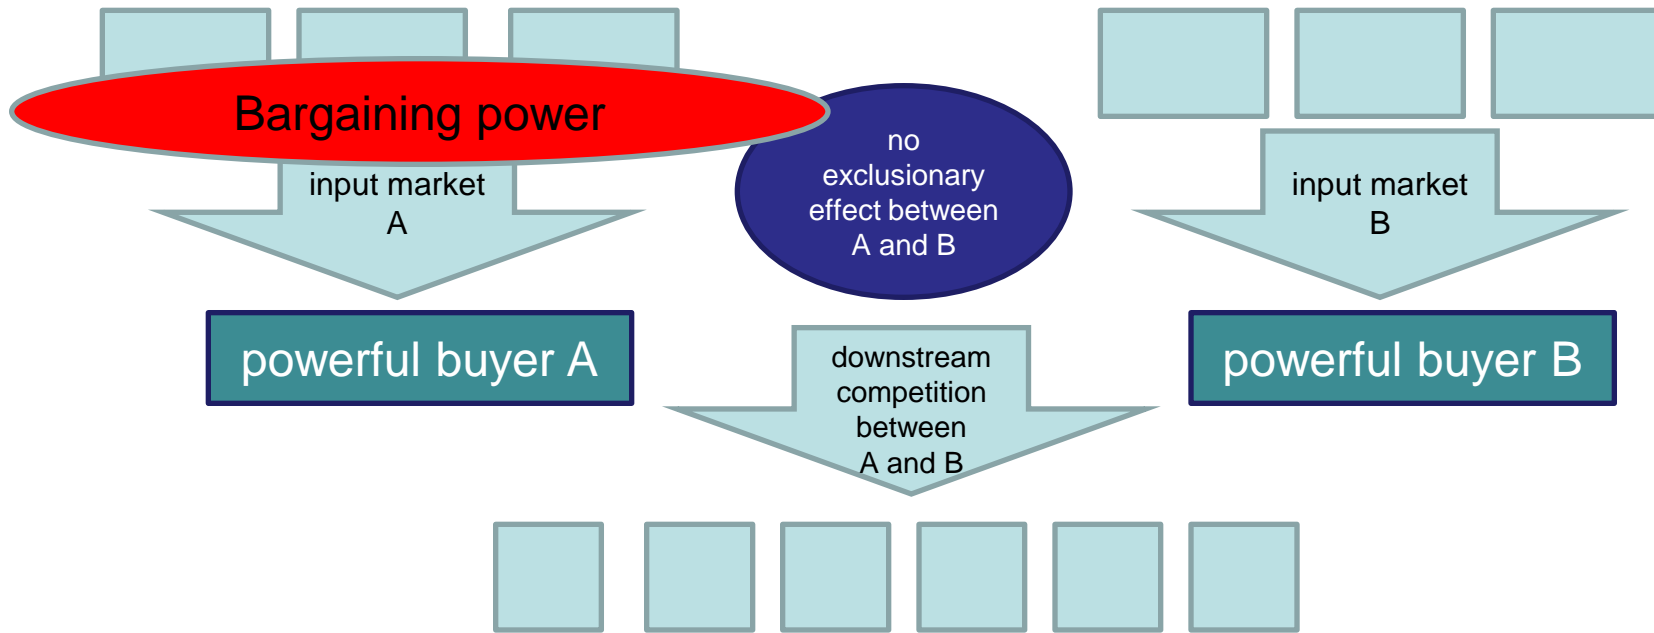 Bargaining power
input market
A
no
exclusionary
effect between
A and B
input market
B
powerful buyer A
downstream
competition
between
A and B
powerful buyer B